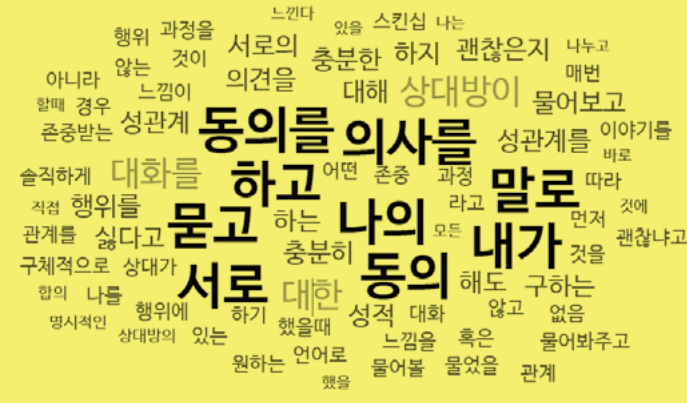 느낀다
행위 과정을 있을 스킨십 나는
않는 것이 서로의 충분한 하지 괜찮은지 나누고
아니라 느낌이 의견을 대해 상대방이 매번
할때 경우 물어보고
존중받는 성관계 동의를 의사를 성관계를 이야기를
바로
솔직하게 대화를 하고 어떤 존중 과정 말로 따라
직접 행위를 묻고 하는 나의 라고 먼저 것에
관계를 싫다고 충분히 모든 내가 것을 괜찮냐고
구체적으로 상대가 서로 대한 동의 해도 구하는
합의 나를 행위에 하기 성적 대화 않고 없음
명시적인 상대방의 있는 했을때 느낌을 혹은 물어봐주고
원하는 언어로 물어볼 물었을 관계
했을